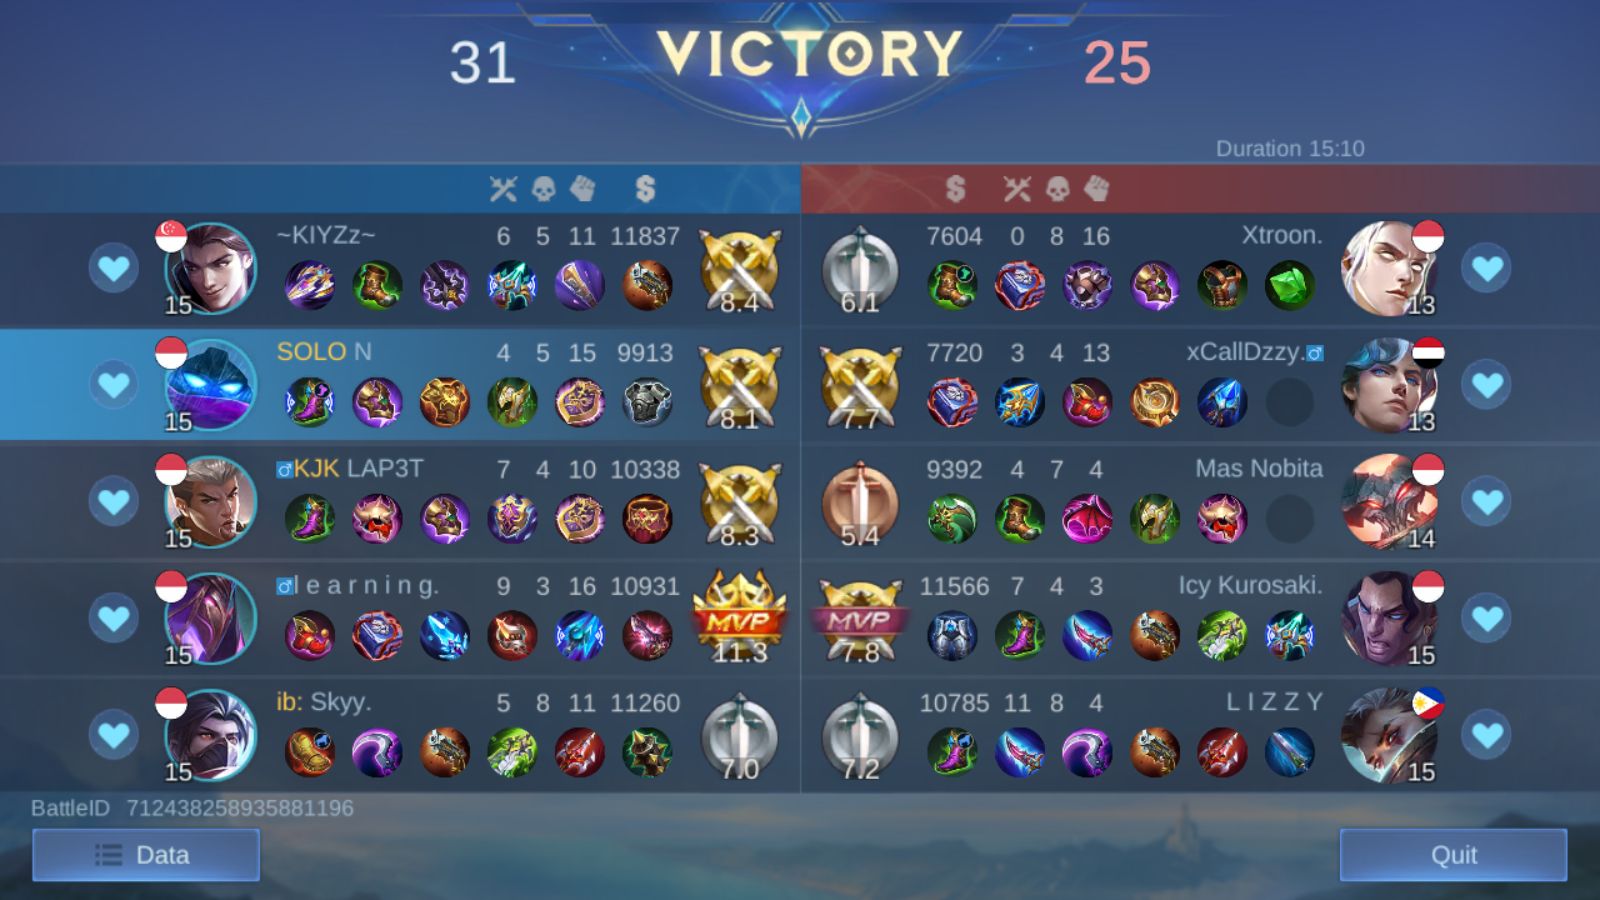 31 VICTORY 25
Duration 15:10
~KIYZz~ 6 5 11 11837
15 8.4
6.1 7604 0 8 16 Xtroon.
13
SOLO N 4 5 15 9913
15 8.1
7.7 7720 3 4 13 xCallDzzy.♂
13
♂KJK LAP3T 7 4 10 10338
15 8.3
5.4 9392 4 7 4 Mas Nobita
14
♂l e a r n i n g. 9 3 16 10931
15 MVP 11.3
MVP 7.8 11566 7 4 3 Icy Kurosaki.
15
ib: Skyy. 5 8 11 11260
15 7.0
7.2 10785 11 8 4 L I Z Z Y
15
BattleID 712438258935881196
Data
Quit